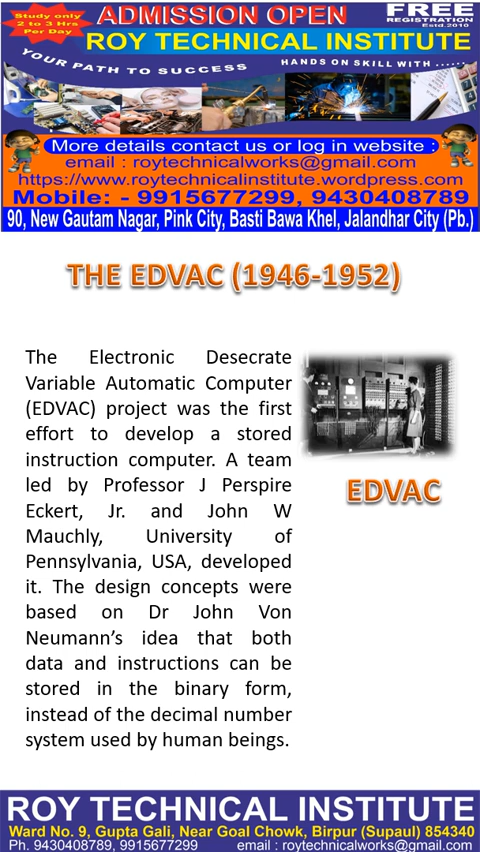 Study only
2 to 3 Hrs
Per Day
ADMISSION OPEN
FREE
REGISTRATION
Estd.2010
ROY TECHNICAL INSTITUTE
YOUR PATH TO SUCCESS
HANDS ON SKILL WITH ......
More details contact us or log in website :
email : roytechnicalworks@gmail.com
https://www.roytechnicalinstitute.wordpress.com
Mobile: - 9915677299, 9430408789
90, New Gautam Nagar, Pink City, Basti Bawa Khel, Jalandhar City (Pb.)
THE EDVAC (1946-1952)
The Electronic Desecrate
Variable Automatic Computer
(EDVAC) project was the first
effort to develop a stored
instruction computer. A team
led by Professor J Perspire
Eckert, Jr. and John W
Mauchly, University of
Pennsylvania, USA, developed
it. The design concepts were
based on Dr John Von
Neumann's idea that both
data and instructions can be
stored in the binary form,
instead of the decimal number
system used by human beings.
EDVAC
ROY TECHNICAL INSTITUTE
Ward No. 9, Gupta Gali, Near Goal Chowk, Birpur (Supaul) 854340
Ph. 9430408789, 9915677299 email : roytechnicalworks@gmail.com